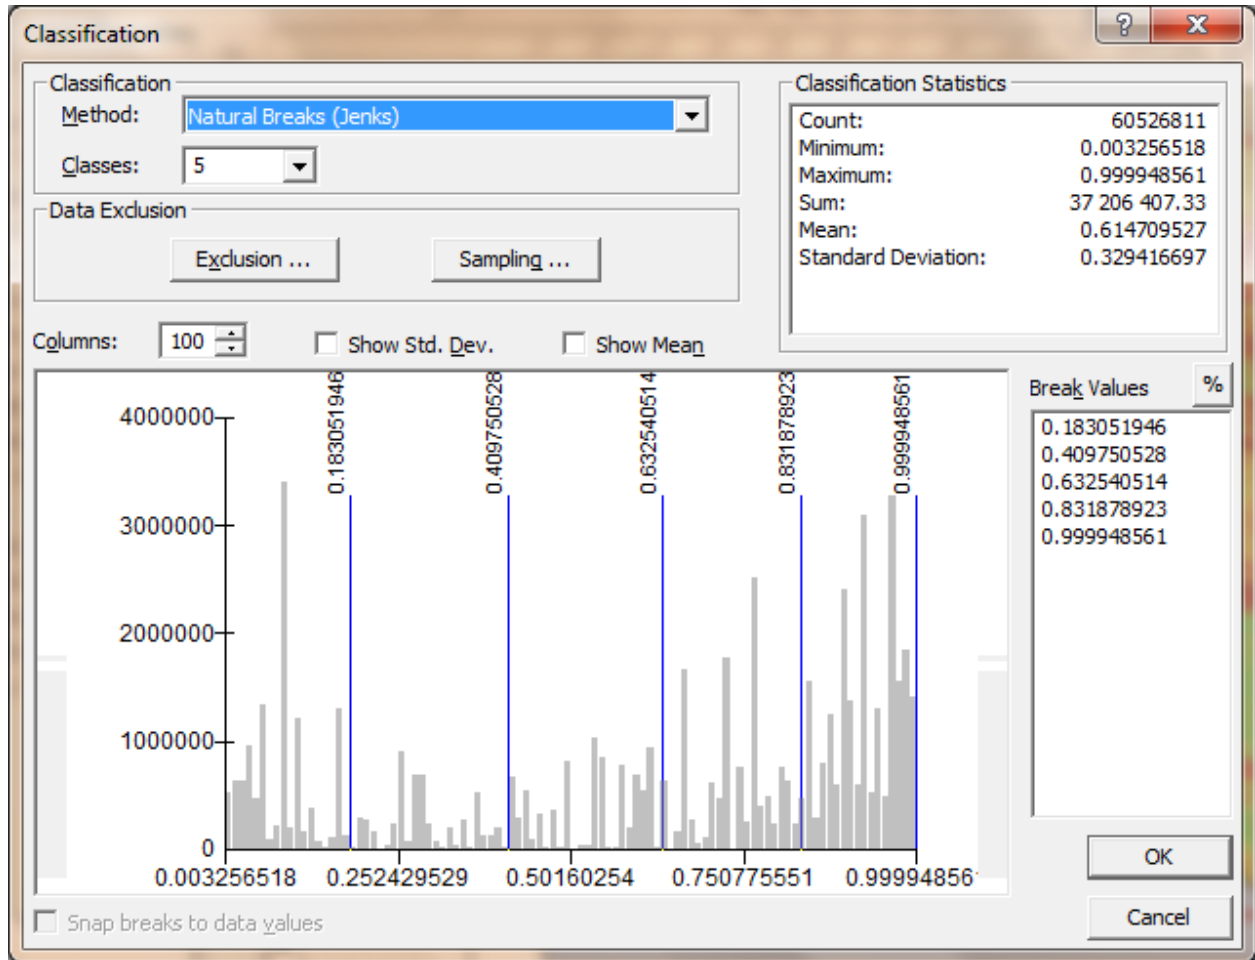 Classification
?
X
Classification
Method:
Natural Breaks (Jenks)
Classes:
5
Classification Statistics
Count: 60526811
Minimum: 0.003256518
Maximum: 0.999948561
Sum: 37 206 407.33
Mean: 0.614709527
Standard Deviation: 0.329416697
Data Exclusion
Exclusion ...
Sampling ...
Columns:
100
Show Std. Dev.
Show Mean
0.183051946
0.409750528
0.632540514
0.831878923
0.999948561
4000000
3000000
2000000
1000000
0
0.003256518 0.252429529 0.50160254 0.750775551 0.99994856
Break Values
%
0.183051946
0.409750528
0.632540514
0.831878923
0.999948561
Snap breaks to data values
OK
Cancel